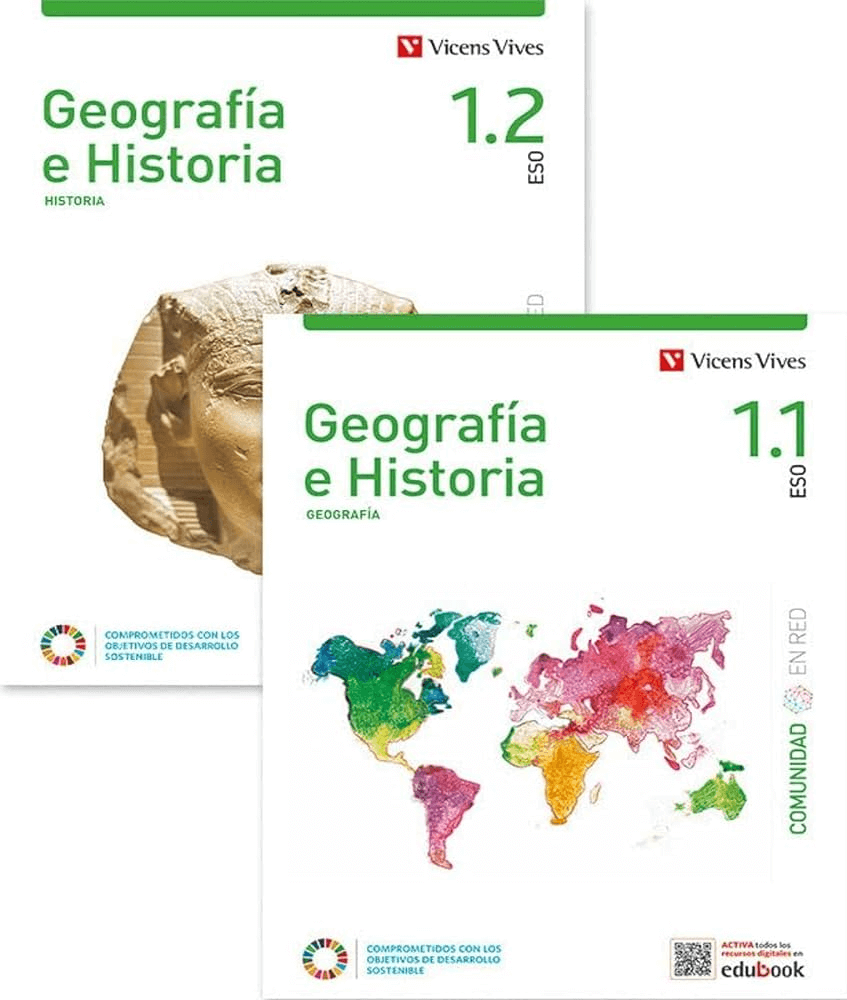 Vicens Vives
Geografía
e Historia
1.2
ESO
HISTORIA
RED
COMPROMETIDOS CON LOS
OBJETIVOS DE DESARROLLO
SOSTENIBLE
Vicens Vives
Geografía
e Historia
1.1
ESO
GEOGRAFÍA
COMUNIDAD EN RED
COMPROMETIDOS CON LOS
OBJETIVOS DE DESARROLLO
SOSTENIBLE
ACTIVA todos los
recursos digitales en
edubook